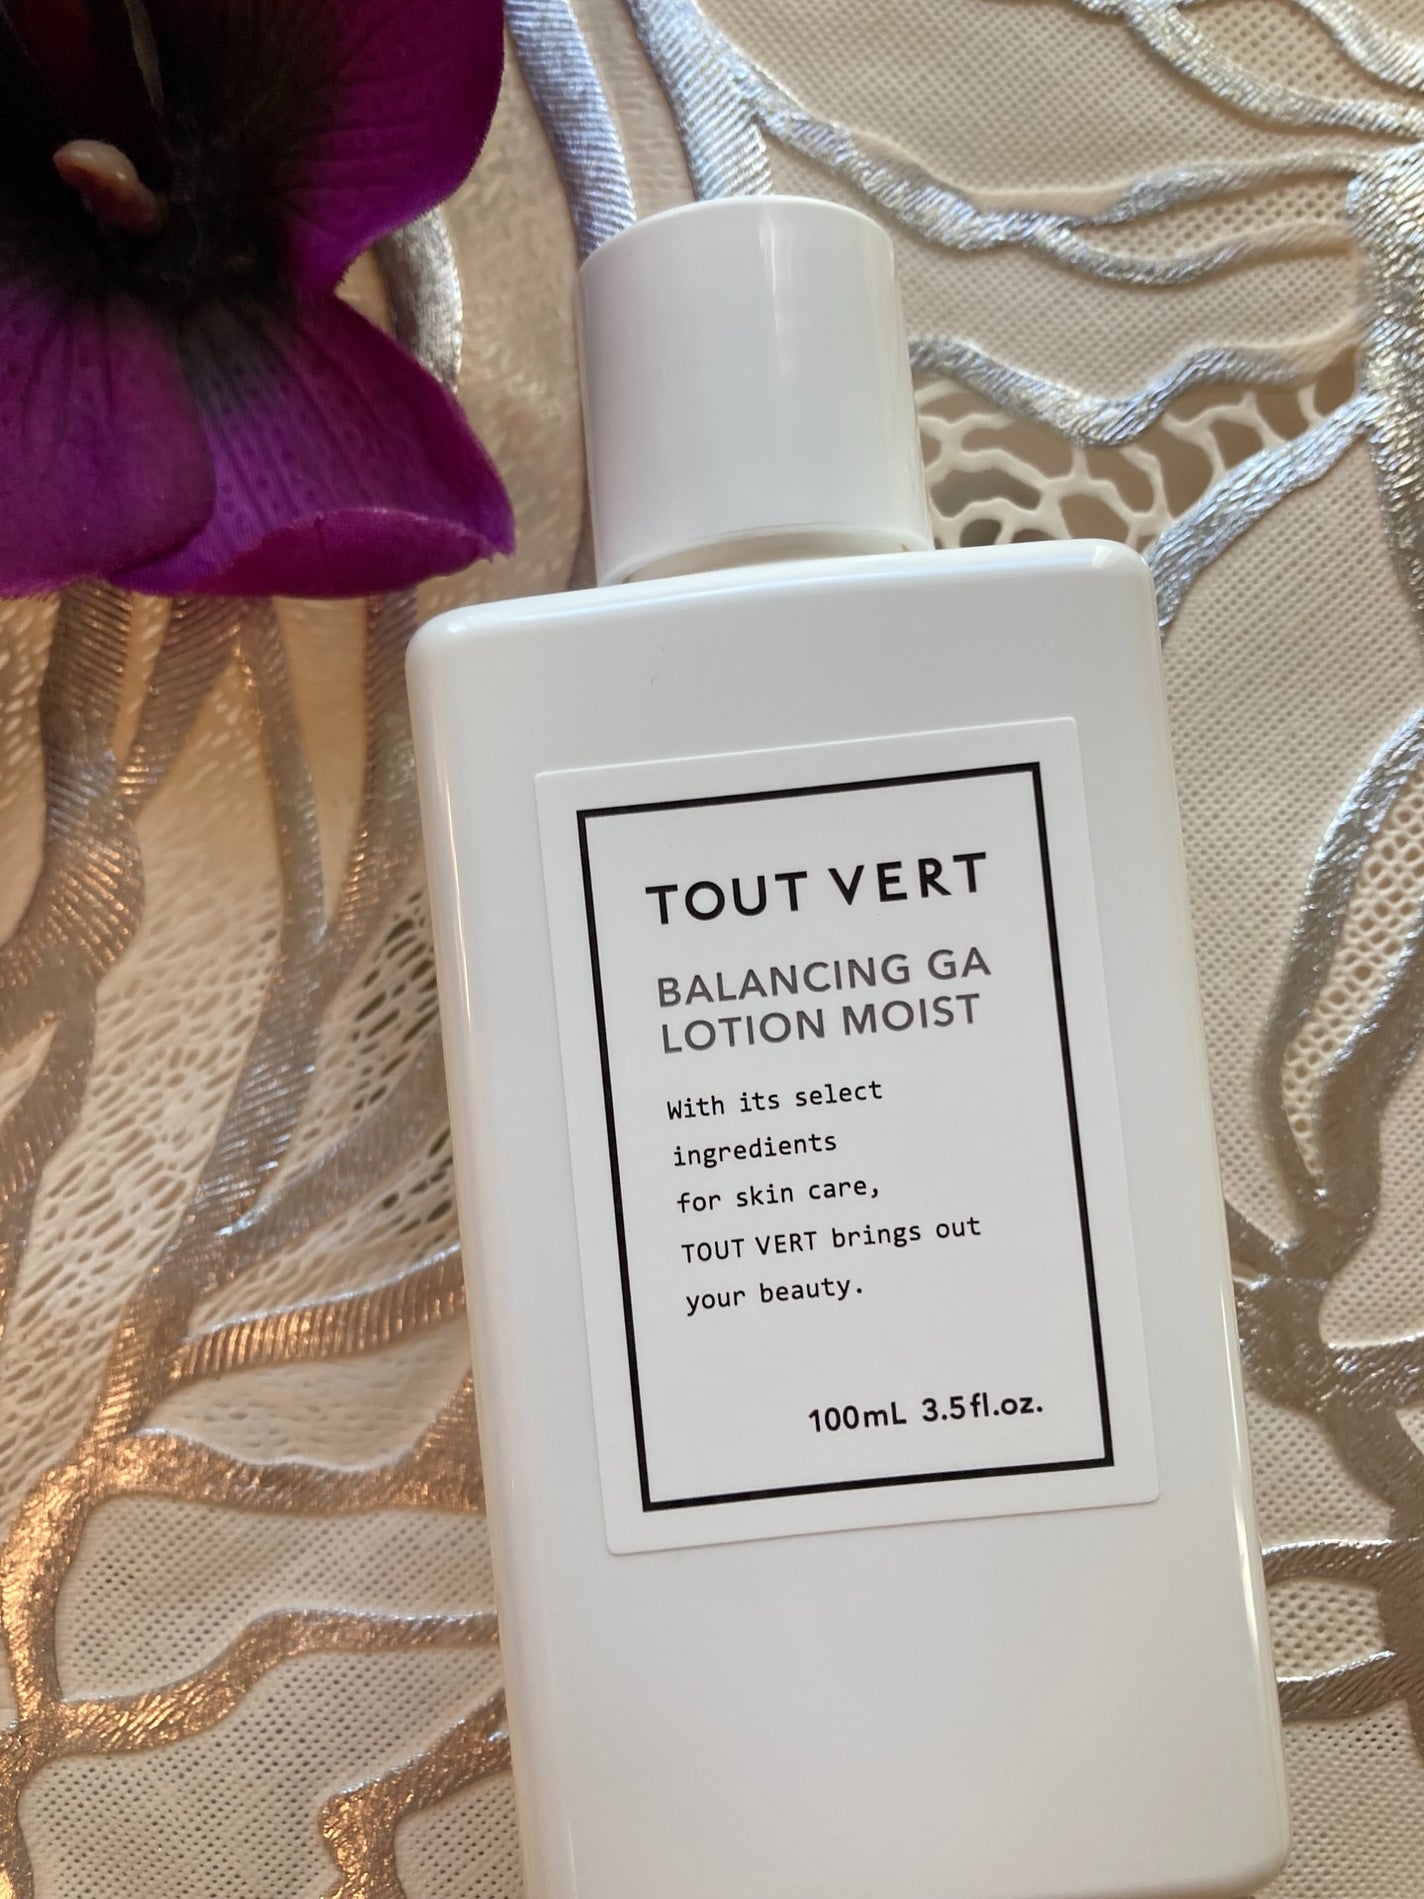 TOUT VERT
BALANCING GA
LOTION MOIST
With its select
ingredients
for skin care,
TOUT VERT brings out
your beauty.
100mL 3.5fl.oz.